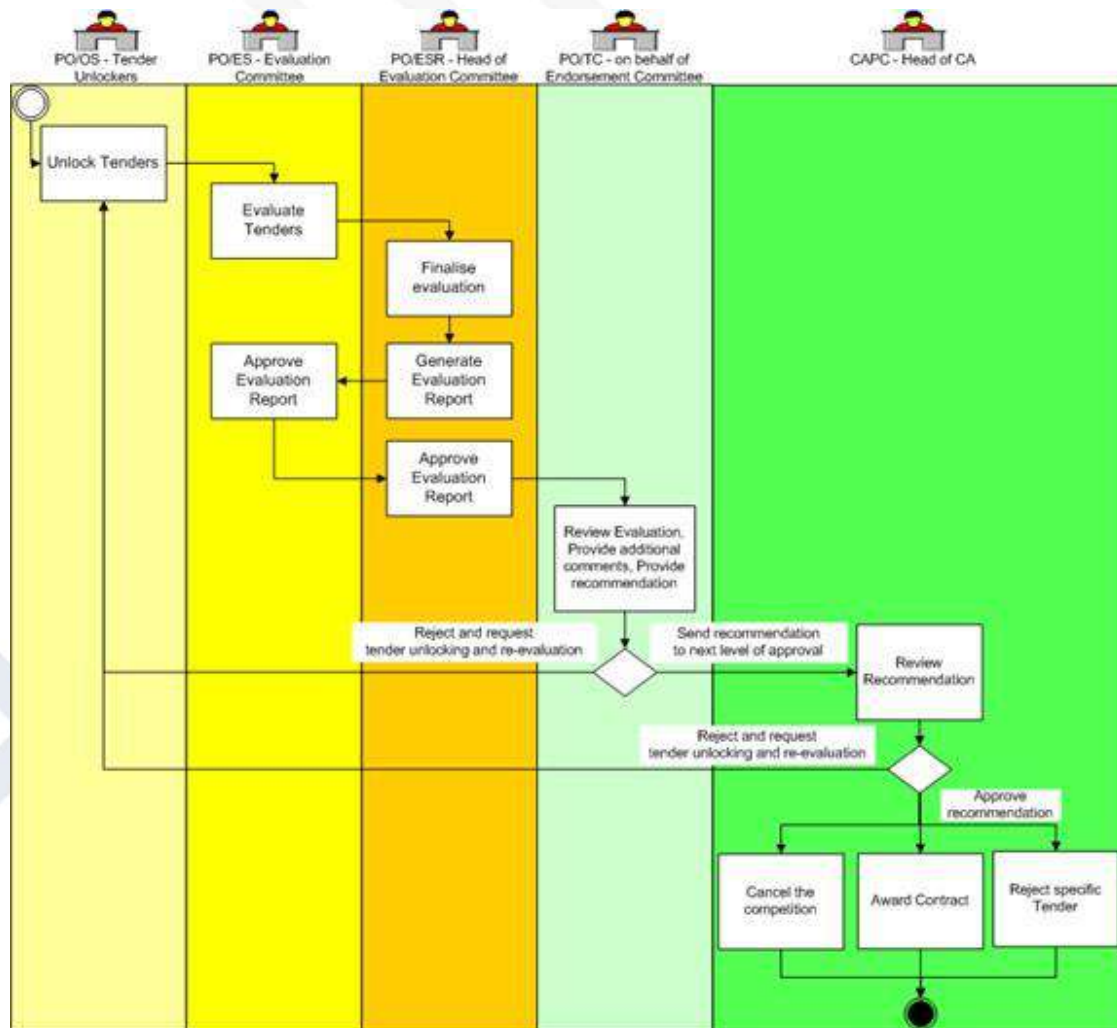 PO/OS - Tender
Unlockers
PO/ES - Evaluation
Committee
PO/ESR - Head of
Evaluation Committee
PO/TC - on behalf of
Endorsement Committee
CAPC - Head of CA
Unlock Tenders
Evaluate
Tenders
Finalise
evaluation
Approve
Evaluation
Report
Generate
Evaluation
Report
Approve
Evaluation
Report
Review Evaluation,
Provide additional
comments, Provide
recommendation
Reject and request
tender unlocking and re-evaluation
Send recommendation
to next level of approval
Review
Recommendation
Reject and request
tender unlocking and re-evaluation
Approve
recommendation
Cancel the
competition
Award Contract
Reject specific
Tender